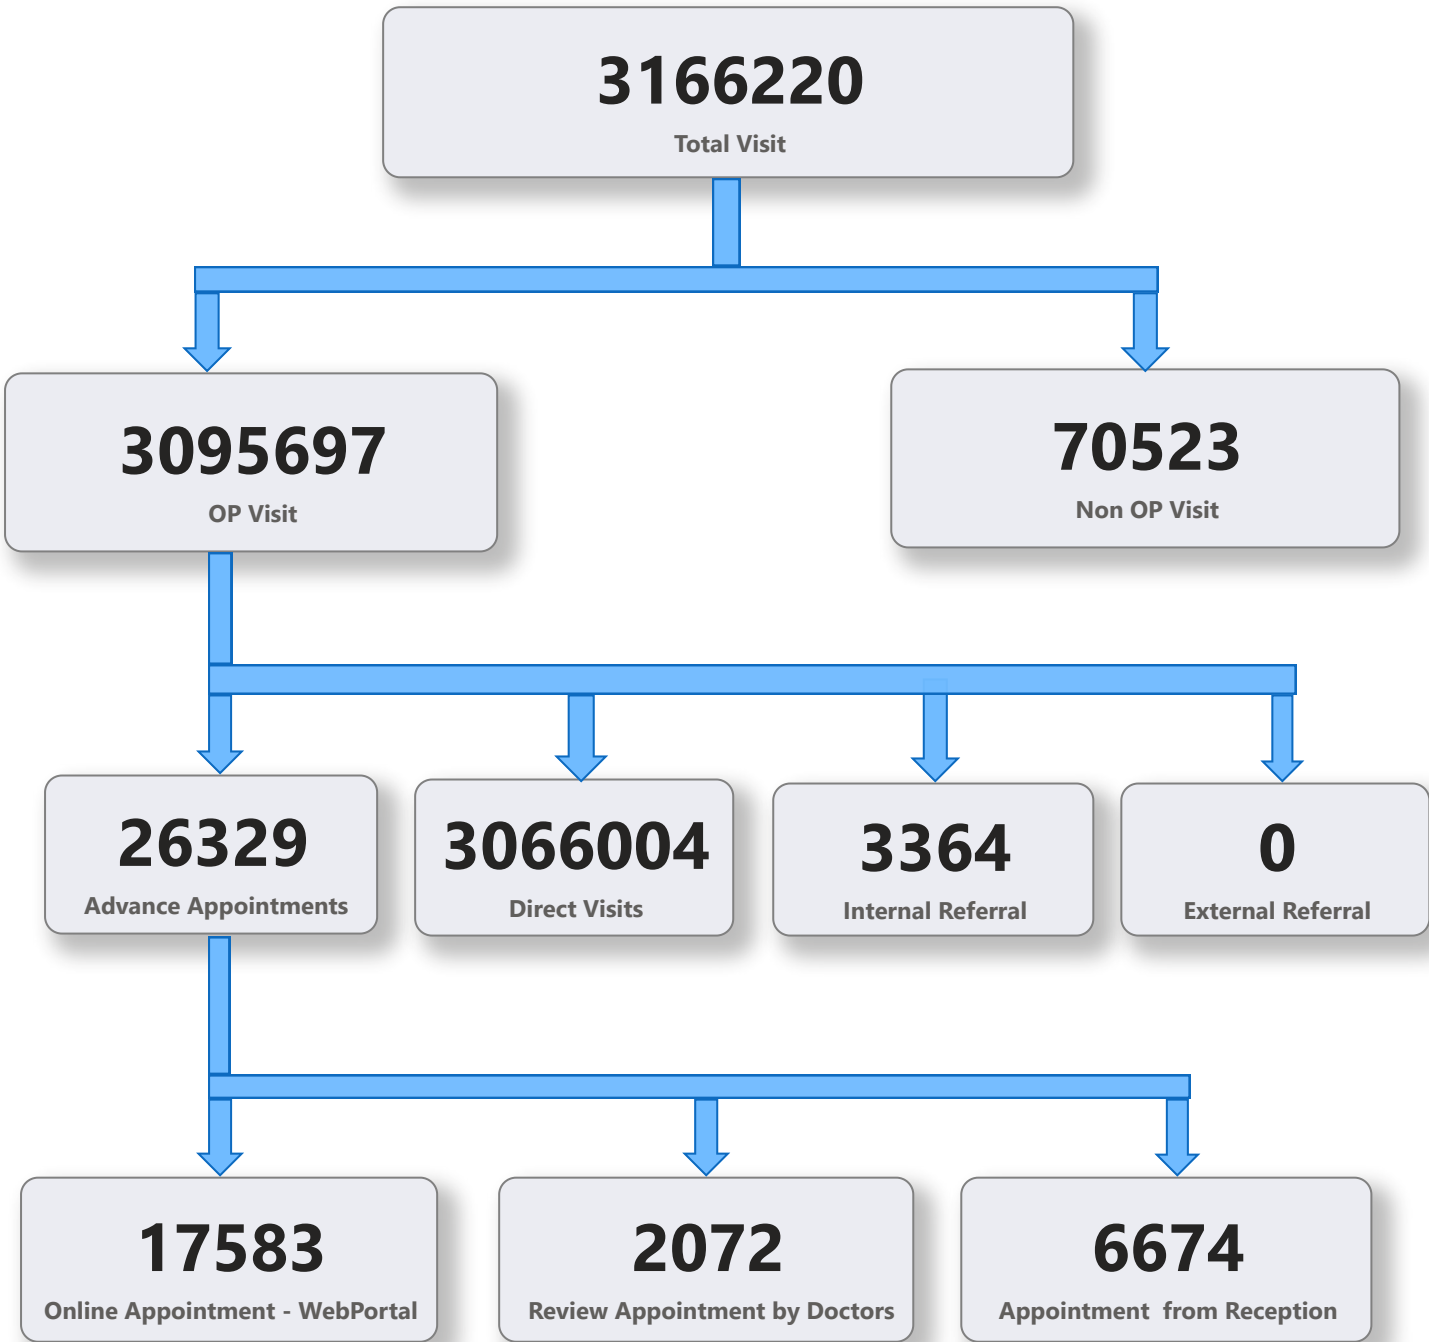 3166220
Total Visit
3095697
OP Visit
70523
Non OP Visit
26329
Advance Appointments
3066004
Direct Visits
3364
Internal Referral
0
External Referral
17583
Online Appointment - WebPortal
2072
Review Appointment by Doctors
6674
Appointment  from Reception